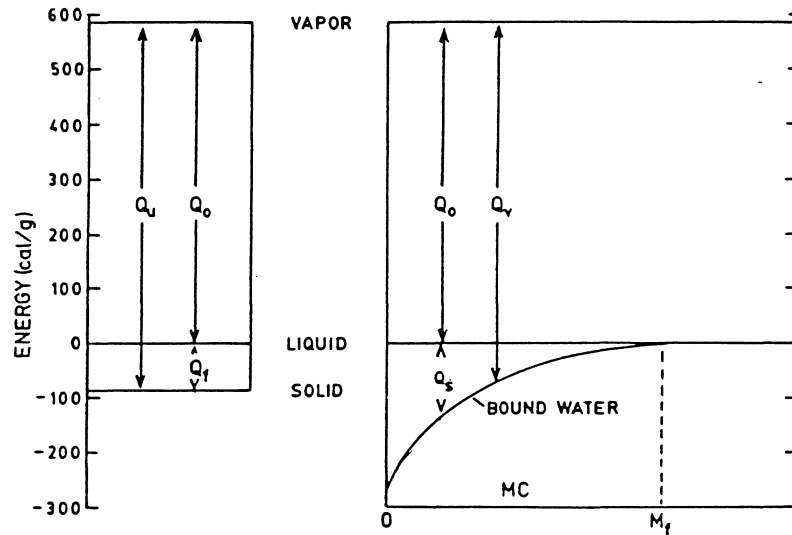 600
500
400
300
200
100
0
-100
-200
-300
ENERGY (cal/g)
Qu
Qo
Qf
VAPOR
LIQUID
SOLID
Qo
Qv
Qs
BOUND WATER
MC
0
Mf